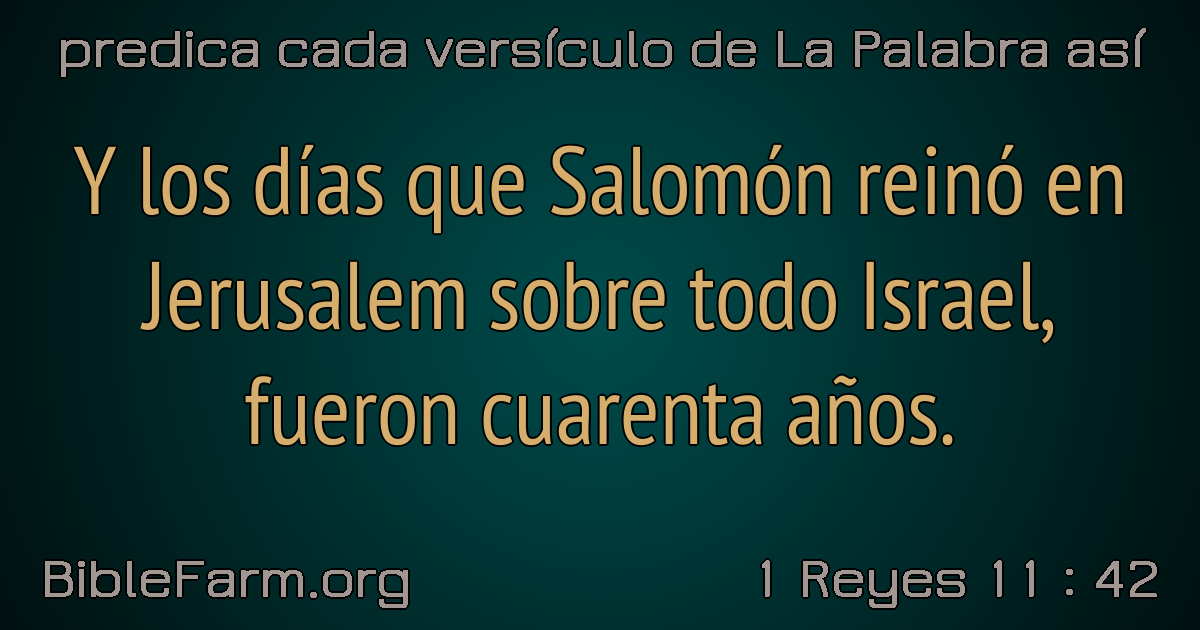 predica cada versículo de La Palabra así
Y los días que Salomón reinó en
Jerusalem sobre todo Israel,
fueron cuarenta años.
BibleFarm.org
1 Reyes 11 : 42